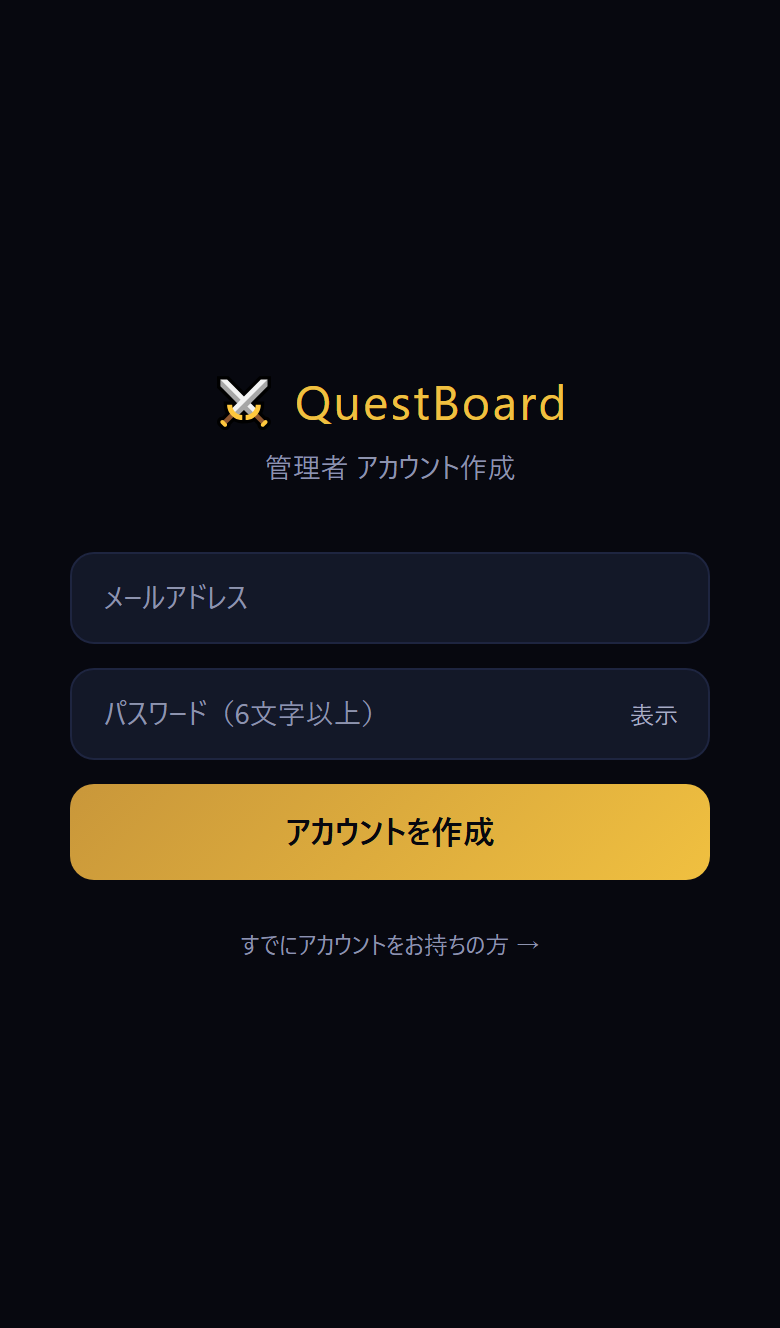 QuestBoard
管理者 アカウント作成
メールアドレス
パスワード（6文字以上）
表示
アカウントを作成
すでにアカウントをお持ちの方 →